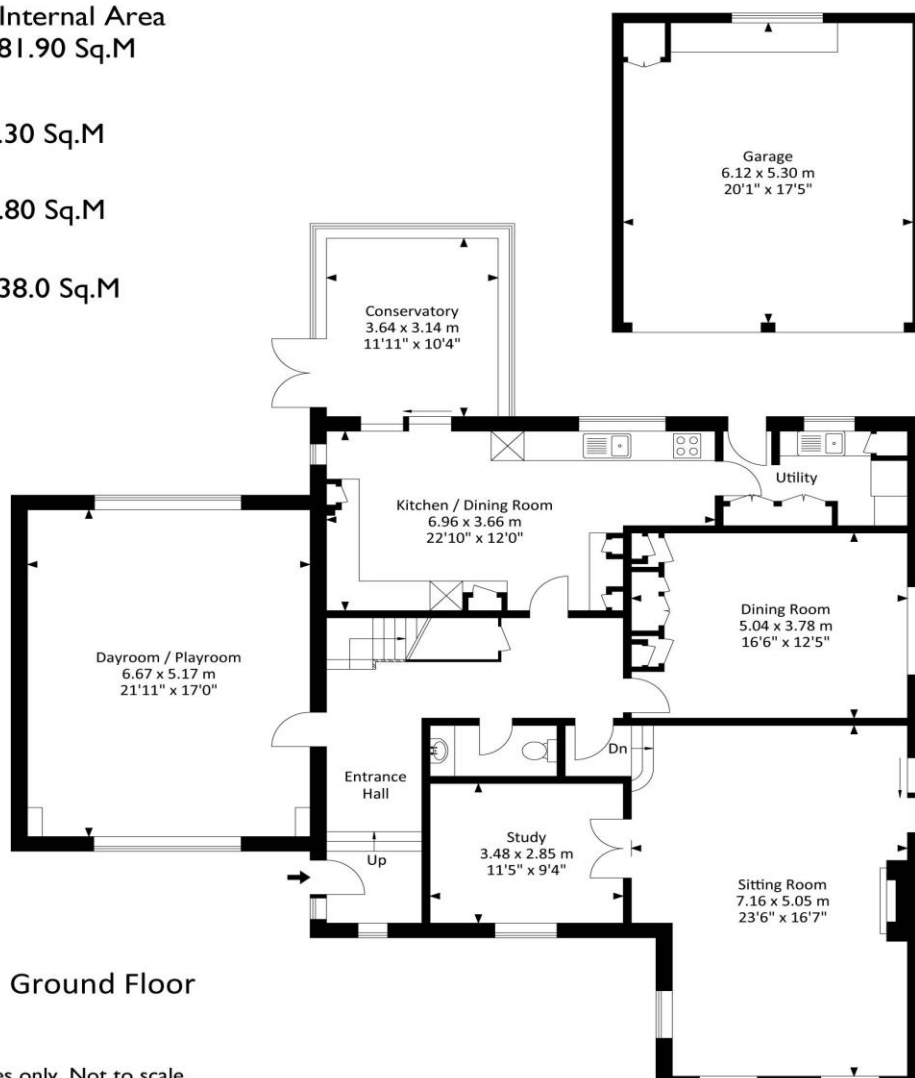 Internal Area
81.90 Sq.M
.30 Sq.M
.80 Sq.M
38.0 Sq.M
Garage
6.12 x 5.30 m
20'1" x 17'5"
Conservatory
3.64 x 3.14 m
11'11" x 10'4"
Kitchen / Dining Room
6.96 x 3.66 m
22'10" x 12'0"
Utility
Dayroom / Playroom
6.67 x 5.17 m
21'11" x 17'0"
Dining Room
5.04 x 3.78 m
16'6" x 12'5"
Dn
Entrance
Hall
Up
Study
3.48 x 2.85 m
11'5" x 9'4"
Sitting Room
7.16 x 5.05 m
23'6" x 16'7"
Ground Floor
es only. Not to scale